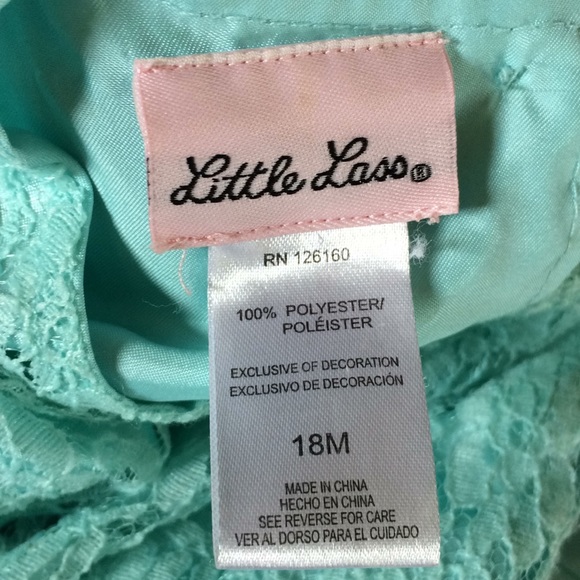 Little Lass®
RN 126160
100% POLYESTER/
POLÉISTER
EXCLUSIVE OF DECORATION
EXCLUSIVO DE DECORACIÓN
18M
MADE IN CHINA
HECHO EN CHINA
SEE REVERSE FOR CARE
VER AL DORSO PARA EL CUIDADO